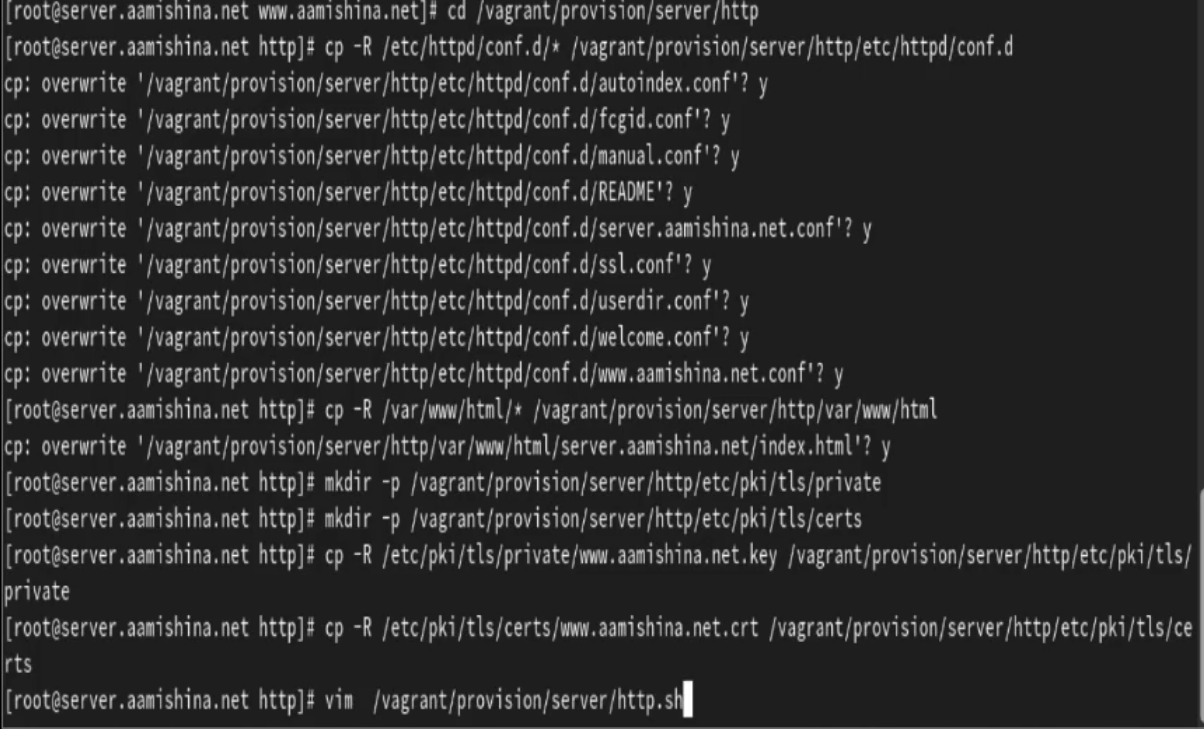 [root@server.aamishina.net www.aamishina.net]# cd /vagrant/provision/server/http
[root@server.aamishina.net http]# cp -R /etc/httpd/conf.d/* /vagrant/provision/server/http/etc/httpd/conf.d
cp: overwrite '/vagrant/provision/server/http/etc/httpd/conf.d/autoindex.conf'? y
cp: overwrite '/vagrant/provision/server/http/etc/httpd/conf.d/fcgid.conf'? y
cp: overwrite '/vagrant/provision/server/http/etc/httpd/conf.d/manual.conf'? y
cp: overwrite '/vagrant/provision/server/http/etc/httpd/conf.d/README'? y
cp: overwrite '/vagrant/provision/server/http/etc/httpd/conf.d/server.aamishina.net.conf'? y
cp: overwrite '/vagrant/provision/server/http/etc/httpd/conf.d/ssl.conf'? y
cp: overwrite '/vagrant/provision/server/http/etc/httpd/conf.d/userdir.conf'? y
cp: overwrite '/vagrant/provision/server/http/etc/httpd/conf.d/welcome.conf'? y
cp: overwrite '/vagrant/provision/server/http/etc/httpd/conf.d/www.aamishina.net.conf'? y
[root@server.aamishina.net http]# cp -R /var/www/html/* /vagrant/provision/server/http/var/www/html
cp: overwrite '/vagrant/provision/server/http/var/www/html/server.aamishina.net/index.html'? y
[root@server.aamishina.net http]# mkdir -p /vagrant/provision/server/http/etc/pki/tls/private
[root@server.aamishina.net http]# mkdir -p /vagrant/provision/server/http/etc/pki/tls/certs
[root@server.aamishina.net http]# cp -R /etc/pki/tls/private/www.aamishina.net.key /vagrant/provision/server/http/etc/pki/tls/
private
[root@server.aamishina.net http]# cp -R /etc/pki/tls/certs/www.aamishina.net.crt /vagrant/provision/server/http/etc/pki/tls/ce
rts
[root@server.aamishina.net http]# vim  /vagrant/provision/server/http.sh